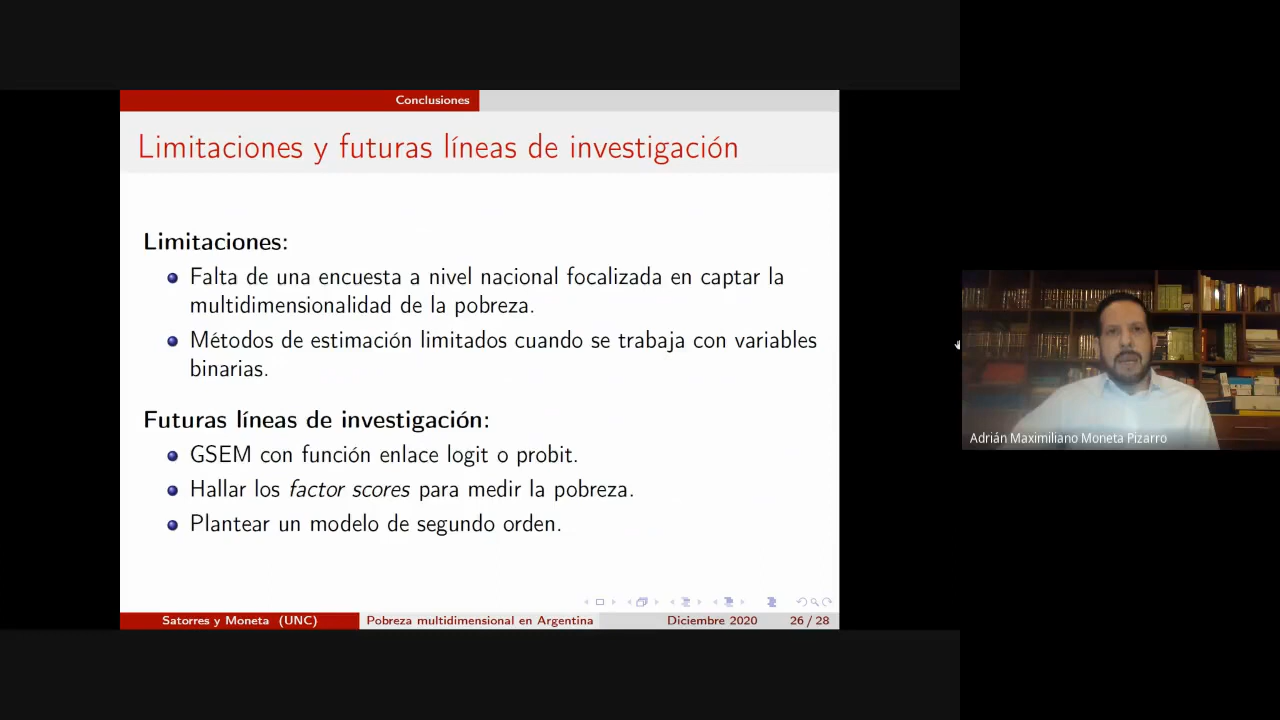 Conclusiones
Limitaciones y futuras líneas de investigación
Limitaciones:
Falta de una encuesta a nivel nacional focalizada en captar la
multidimensionalidad de la pobreza.
Métodos de estimación limitados cuando se trabaja con variables
binarias.
Futuras líneas de investigación:
GSEM con función enlace logit o probit.
Hallar los factor scores para medir la pobreza.
Plantear un modelo de segundo orden.
Satorres y Moneta (UNC)
Pobreza multidimensional en Argentina
Diciembre 2020
26 / 28
Adrián Maximiliano Moneta Pizarro